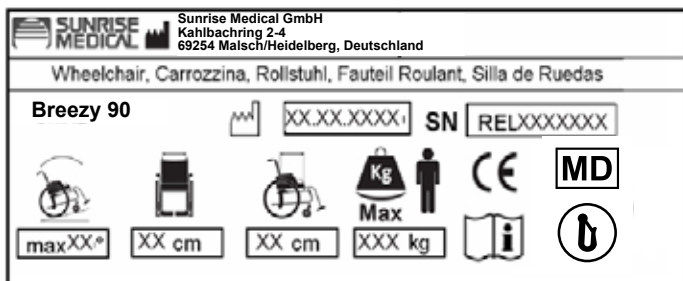 SUNRISE
MEDICAL
Sunrise Medical GmbH
Kahlbachring 2-4
69254 Malsch/Heidelberg, Deutschland
Wheelchair, Carrozzina, Rollstuhl, Fauteil Roulant, Silla de Ruedas
Breezy 90
XX.XX.XXXX
SN RELXXXXXXX
Kg
Max
CE
MD
maxXX°
XX cm
XX cm
XXX kg
i